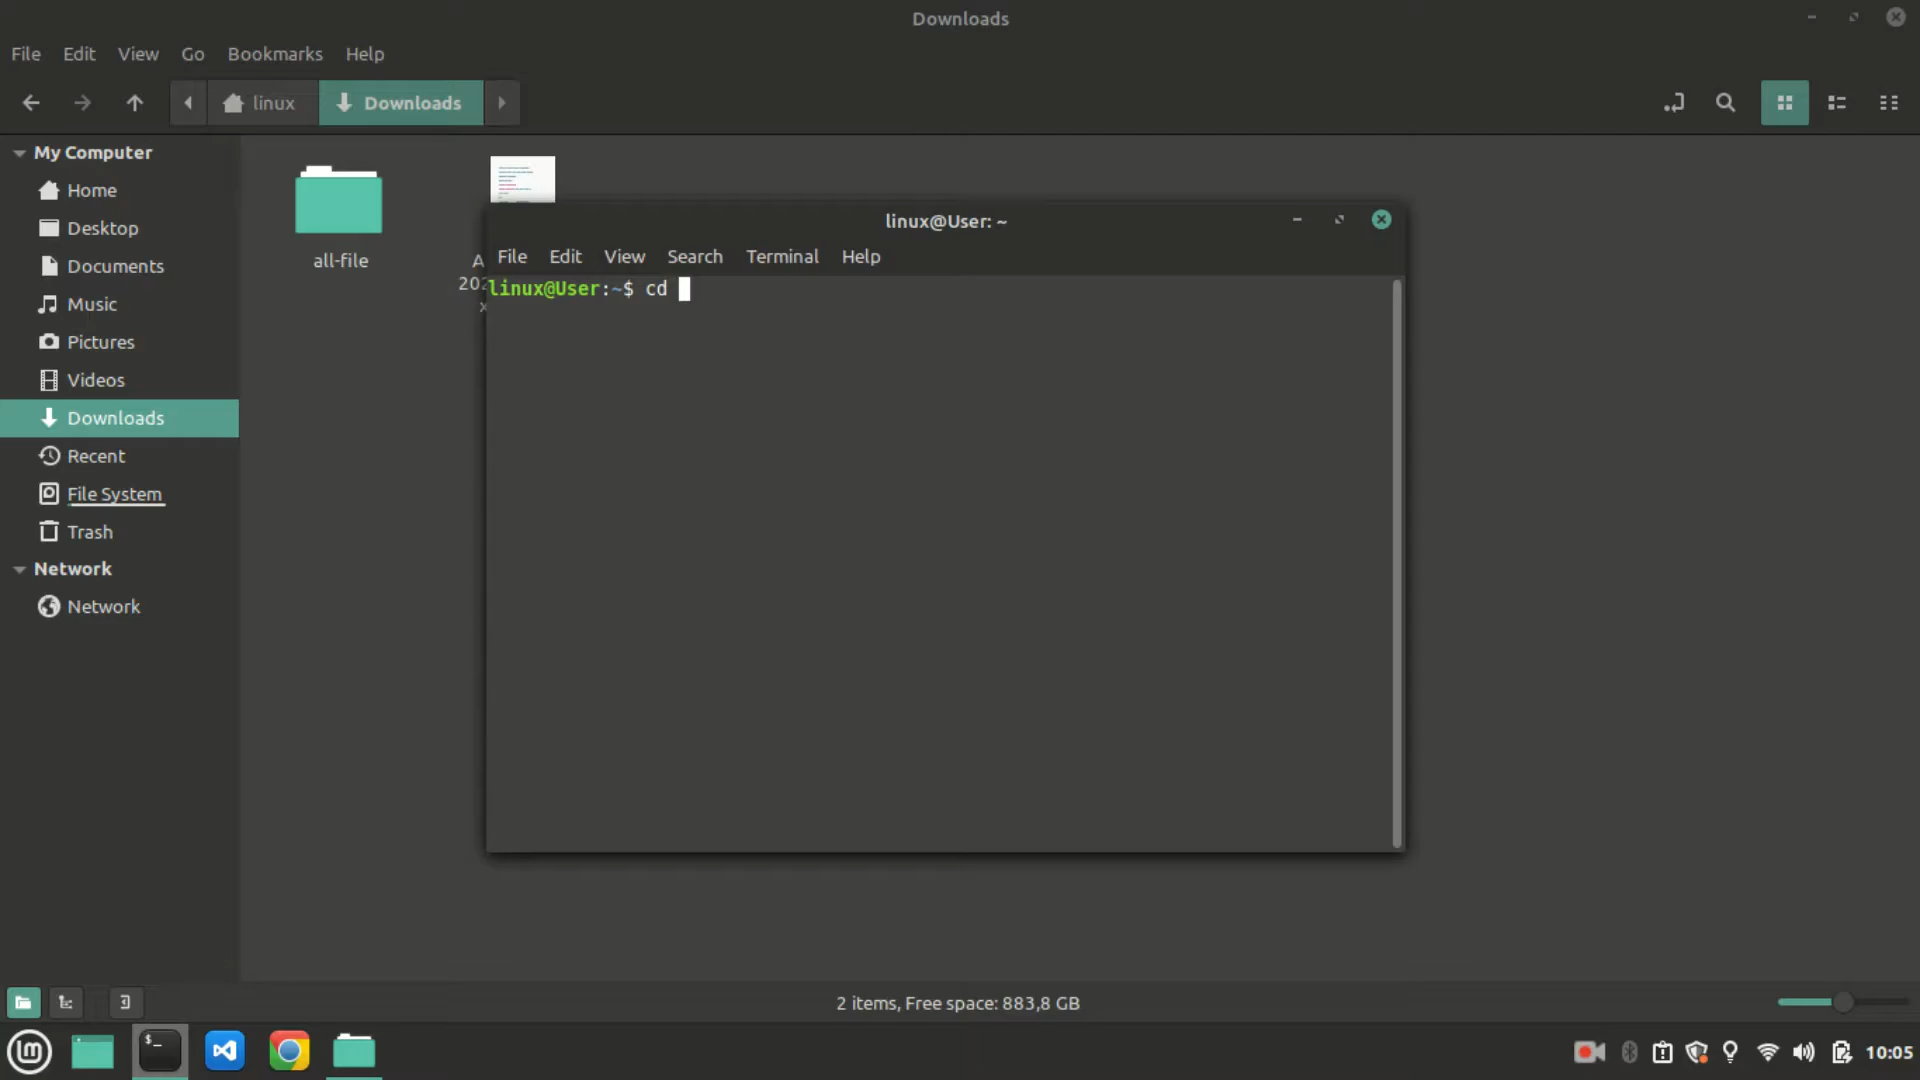 Downloads
File Edit View Go Bookmarks Help
linux Downloads
My Computer
Home
Desktop
Documents
Music
Pictures
Videos
Downloads
Recent
File System
Trash
Network
Network
all-file
A
202
x
linux@User: ~
File Edit View Search Terminal Help
linux@User:~$ cd
2 items, Free space: 883,8 GB
10:05